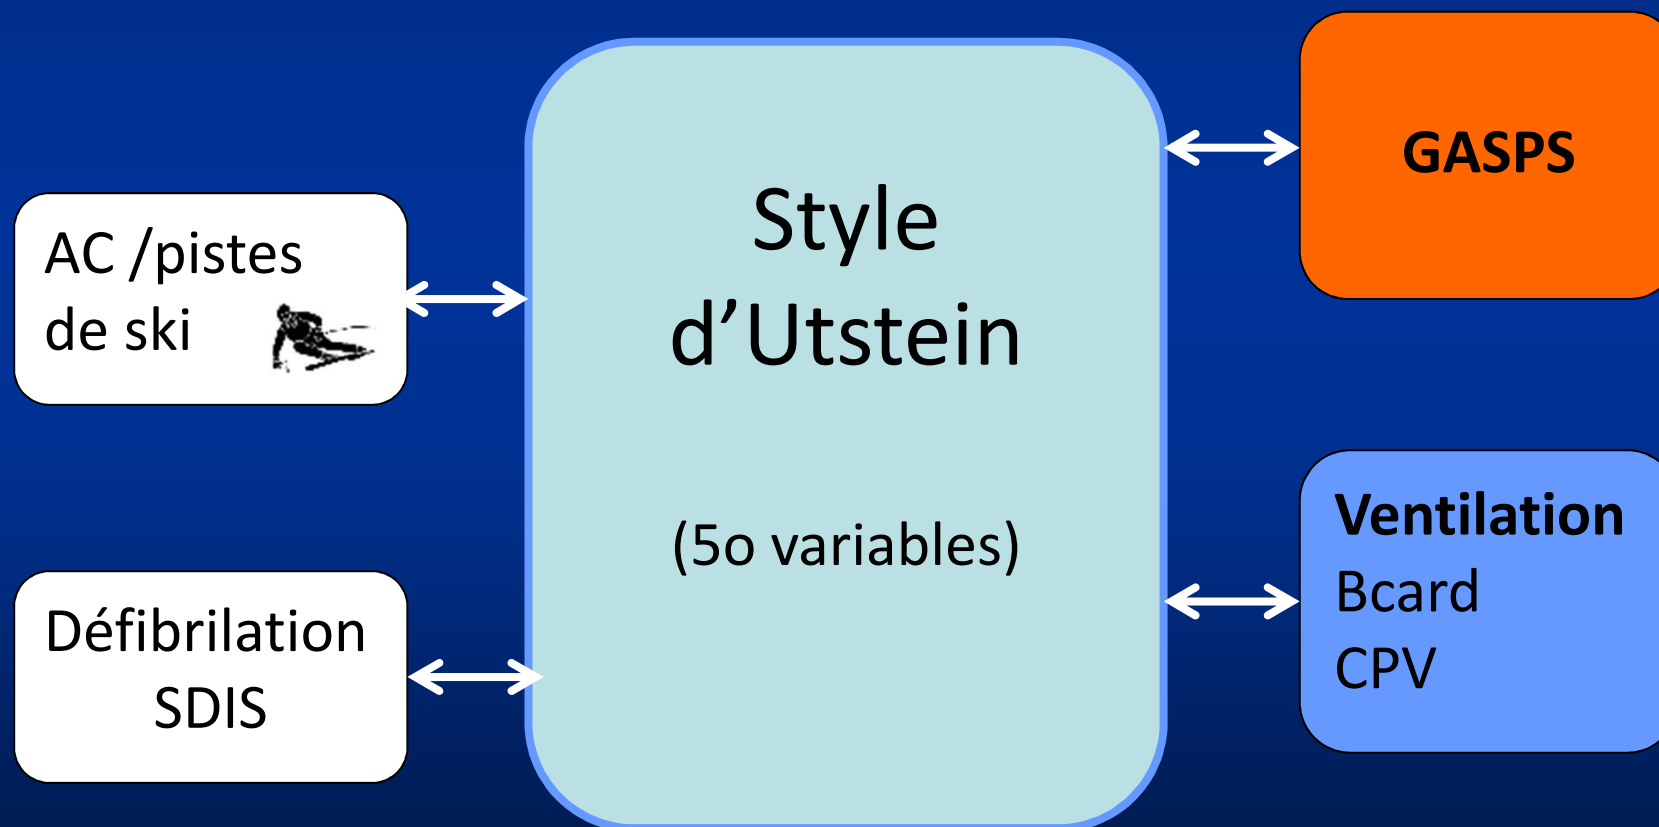 AC /pistes
de ski
Défibrilation
SDIS
Style
d’Utstein
(5o variables)
GASPS
Ventilation
Bcard
CPV